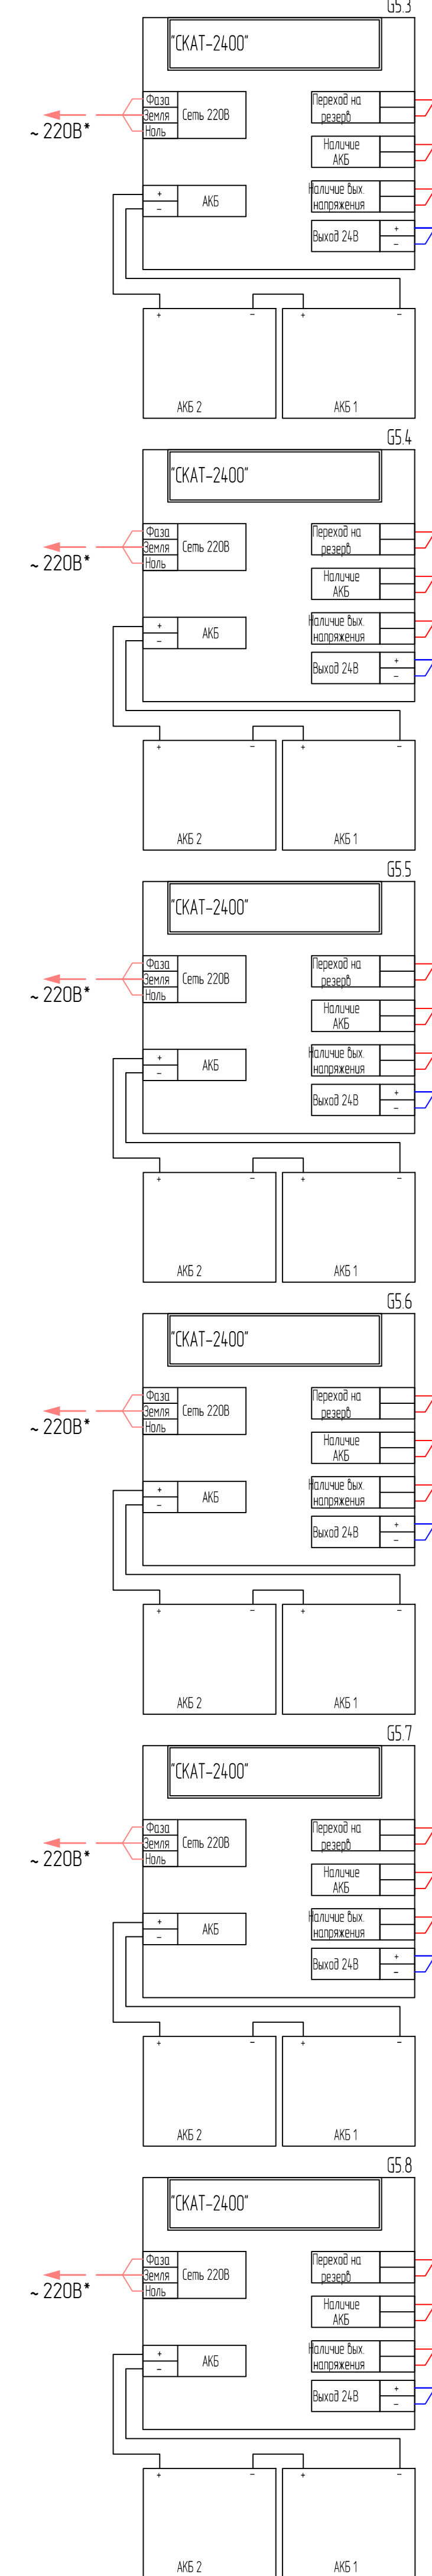 G5.3
"СКАТ-2400"
Фаза
Земля
Ноль
Сеть 220В
~ 220В*
Переход на
резерв
Наличие
АКБ
Наличие вых.
напряжения
Выход 24В
+
-
+
-
АКБ
+
-
+
-
АКБ 2
АКБ 1
G5.4
"СКАТ-2400"
Фаза
Земля
Ноль
Сеть 220В
~ 220В*
Переход на
резерв
Наличие
АКБ
Наличие вых.
напряжения
Выход 24В
+
-
+
-
АКБ
+
-
+
-
АКБ 2
АКБ 1
G5.5
"СКАТ-2400"
Фаза
Земля
Ноль
Сеть 220В
~ 220В*
Переход на
резерв
Наличие
АКБ
Наличие вых.
напряжения
Выход 24В
+
-
+
-
АКБ
+
-
+
-
АКБ 2
АКБ 1
G5.6
"СКАТ-2400"
Фаза
Земля
Ноль
Сеть 220В
~ 220В*
Переход на
резерв
Наличие
АКБ
Наличие вых.
напряжения
Выход 24В
+
-
+
-
АКБ
+
-
+
-
АКБ 2
АКБ 1
G5.7
"СКАТ-2400"
Фаза
Земля
Ноль
Сеть 220В
~ 220В*
Переход на
резерв
Наличие
АКБ
Наличие вых.
напряжения
Выход 24В
+
-
+
-
АКБ
+
-
+
-
АКБ 2
АКБ 1
G5.8
"СКАТ-2400"
Фаза
Земля
Ноль
Сеть 220В
~ 220В*
Переход на
резерв
Наличие
АКБ
Наличие вых.
напряжения
Выход 24В
+
-
+
-
АКБ
+
-
+
-
АКБ 2
АКБ 1